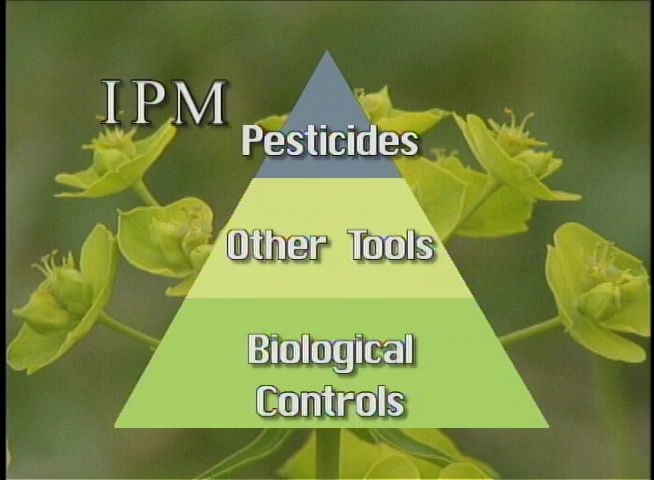 IPM
Pesticides
Other Tools
Biological
Controls